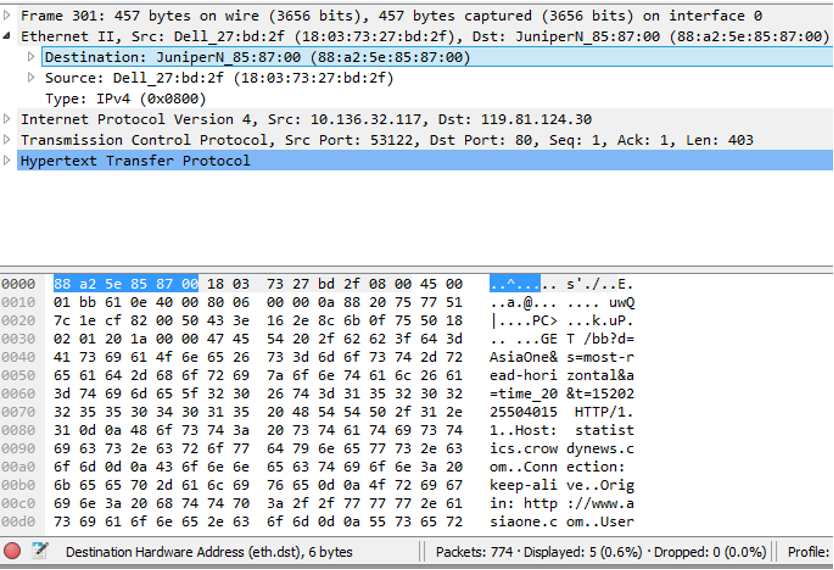 Frame 301: 457 bytes on wire (3656 bits), 457 bytes captured (3656 bits) on interface 0
Ethernet II, Src: Dell_27:bd:2f (18:03:73:27:bd:2f), Dst: JuniperN_85:87:00 (88:a2:5e:85:87:00)
Destination: JuniperN_85:87:00 (88:a2:5e:85:87:00)
Source: Dell_27:bd:2f (18:03:73:27:bd:2f)
Type: IPv4 (0x0800)
Internet Protocol Version 4, Src: 10.136.32.117, Dst: 119.81.124.30
Transmission Control Protocol, Src Port: 53122, Dst Port: 80, Seq: 1, Ack: 1, Len: 403
Hypertext Transfer Protocol
0000 88 a2 5e 85 87 00 18 03 73 27 bd 2f 08 00 45 00 ..^..... s'./..E.
0010 01 bb 61 0e 40 00 80 06 00 00 0a 88 20 75 77 51 ..a.@... .... uwQ
0020 7c 1e cf 82 00 50 43 3e 16 2e 8c 6b 0f 75 50 18 |....PC> ...k.uP.
0030 02 01 20 1a 00 00 47 45 54 20 2f 62 62 3f 64 3d .. ...GE T /bb?d=
0040 41 73 69 61 4f 6e 65 26 73 3d 6d 6f 73 74 2d 72 AsiaOne& s=most-r
0050 65 61 64 2d 68 6f 72 69 7a 6f 6e 74 61 6c 26 61 ead-hori zontal&a
0060 3d 74 69 6d 65 5f 32 30 26 74 3d 31 35 32 30 32 =time_20 &t=15202
0070 32 35 35 30 34 30 31 35 20 48 54 54 50 2f 31 2e 25504015 HTTP/1.
0080 31 0d 0a 48 6f 73 74 3a 20 73 74 61 74 69 73 74 1..Host: statist
0090 69 63 73 2e 63 72 6f 77 64 79 6e 65 77 73 2e 63 ics.crow dynews.c
00a0 6f 6d 0d 0a 43 6f 6e 6e 65 63 74 69 6f 6e 3a 20 om..Conn ection:
00b0 6b 65 65 70 2d 61 6c 69 76 65 0d 0a 4f 72 69 67 keep-ali ve..Orig
00c0 69 6e 3a 20 68 74 74 70 3a 2f 2f 77 77 77 2e 61 in: http ://www.a
00d0 73 69 61 6f 6e 65 2e 63 6f 6d 0d 0a 55 73 65 72 siaone.c om..User
Destination Hardware Address (eth.dst), 6 bytes
Packets: 774 · Displayed: 5 (0.6%) · Dropped: 0 (0.0%)
Profile: